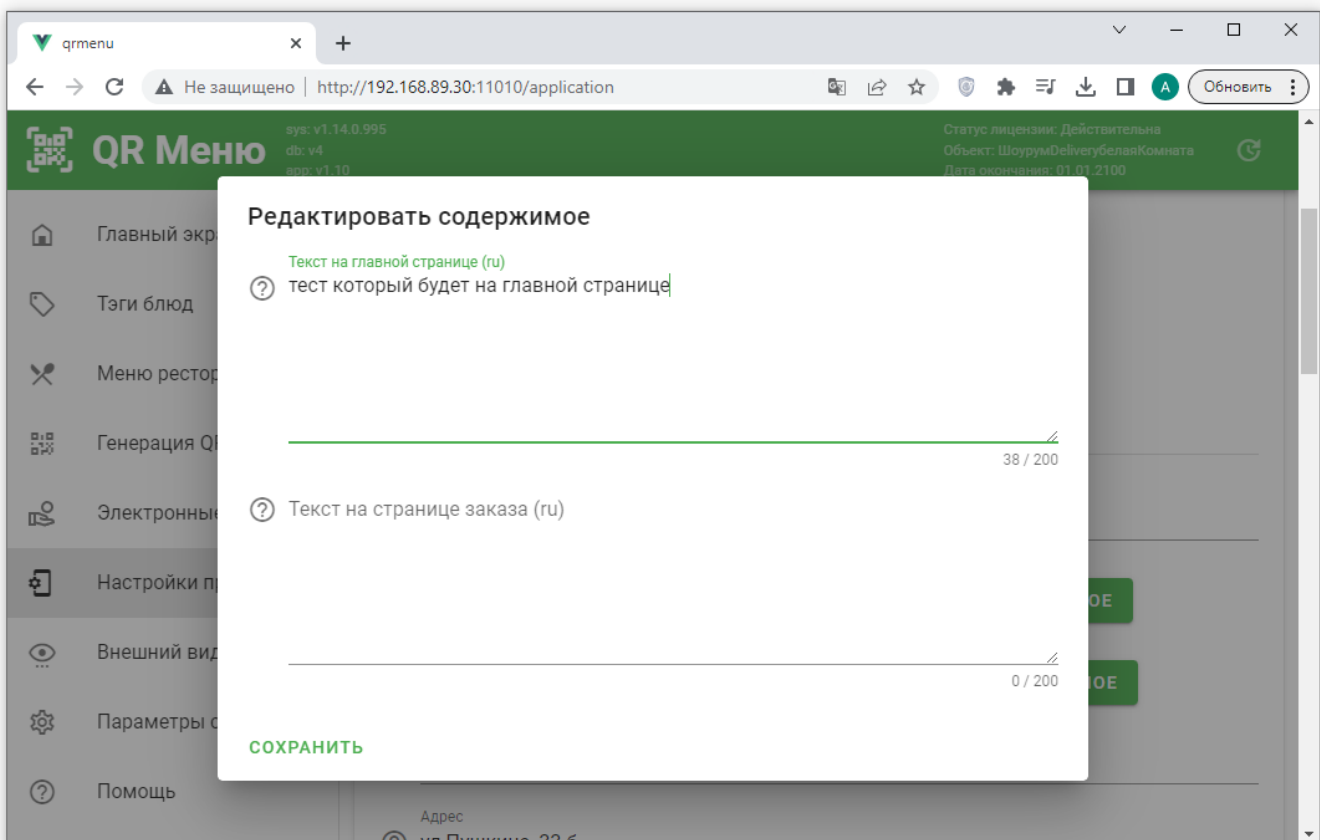 qrmenu
Не защищено http://192.168.89.30:11010/application
А
Обновить
QR Меню
sys: v1.14.0.995
db: v4
app: v1.10
Статус лицензии: Действительна
Объект: ШоурумDeliveryбелаяКомната
Дата окончания: 01.01.2100
Главный экр
Тэги блюд
Меню рестор
Генерация QR
Электронные
Настройки п
Внешний вид
Параметры с
Помощь
Редактировать содержимое
Текст на главной странице (ru)
тест который будет на главной странице
38 / 200
Текст на странице заказа (ru)
0 / 200
СОХРАНИТЬ
ОЕ
ОЕ
Адрес